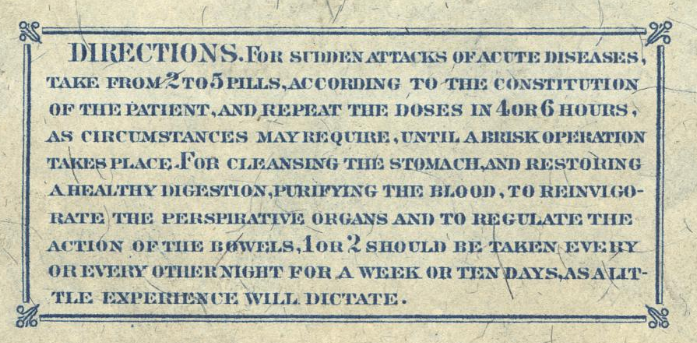 DIRECTIONS. FOR SUDDEN ATTACKS OF ACUTE DISEASES,
TAKE FROM 2 TO 5 PILLS, ACCORDING TO THE CONSTITUTION
OF THE PATIENT, AND REPEAT THE DOSES IN 4 OR 6 HOURS,
AS CIRCUMSTANCES MAY REQUIRE, UNTIL A BRISK OPERATION
TAKES PLACE. FOR CLEANSING THE STOMACH, AND RESTORING
A HEALTHY DIGESTION, PURIFYING THE BLOOD, TO REINVIGO-
RATE THE PERSPIRATIVE ORGANS AND TO REGULATE THE
ACTION OF THE BOWELS, 1 OR 2 SHOULD BE TAKEN EVERY
OR EVERY OTHER NIGHT FOR A WEEK OR TEN DAYS, AS A LIT-
TLE EXPERIENCE WILL DICTATE.